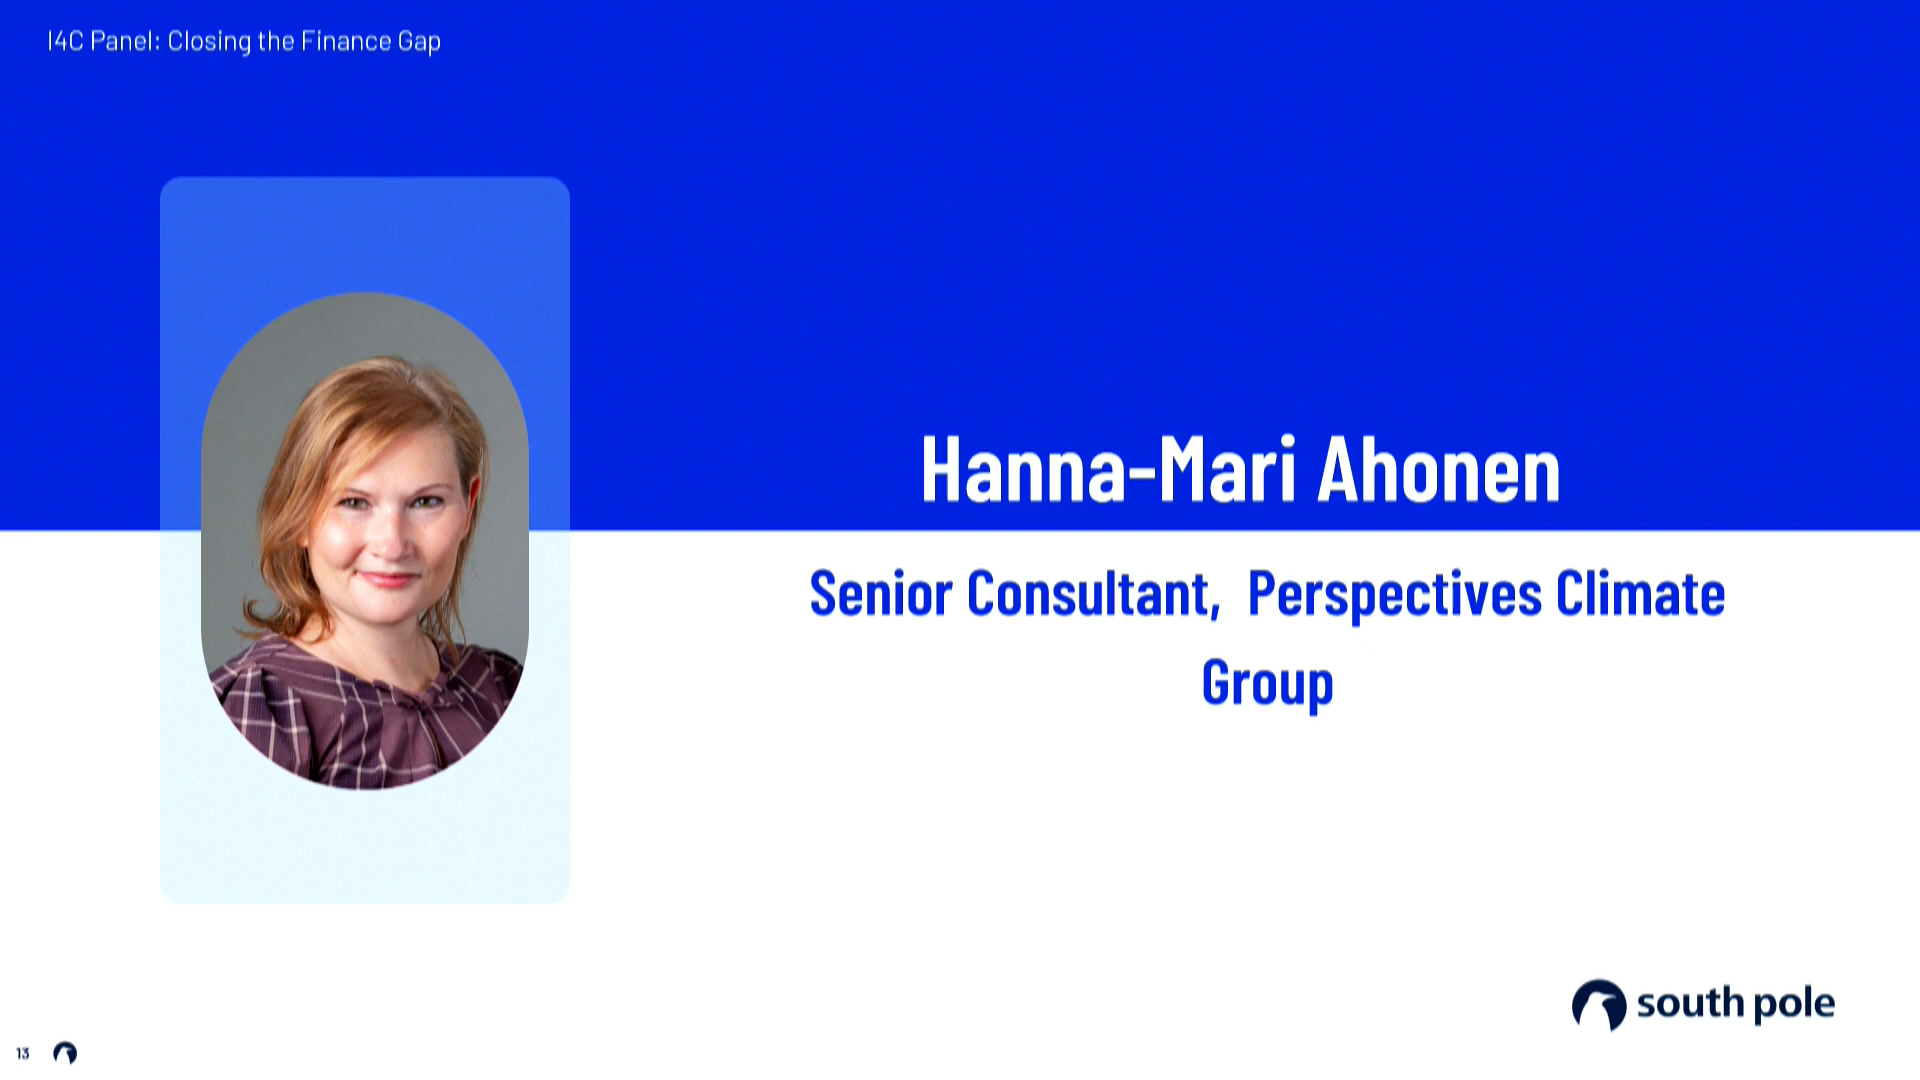 I4C Panel: Closing the Finance Gap
Hanna-Mari Ahonen
Senior Consultant, Perspectives Climate
Group
south pole
13